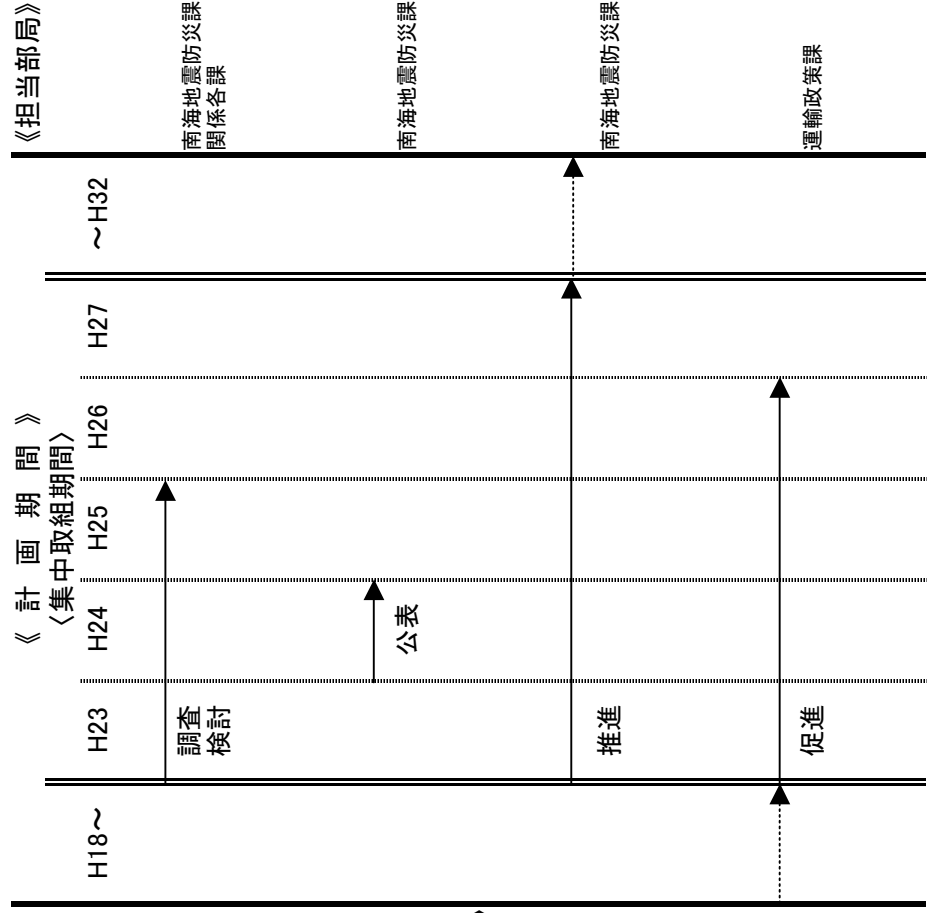 《 計 画 期 間 》
《担当部局》
〈集中取組期間〉
H18～
H23
H24
H25
H26
H27
～H32
調査
検討
南海地震防災課
関係各課
公表
南海地震防災課
推進
南海地震防災課
促進
運輸政策課